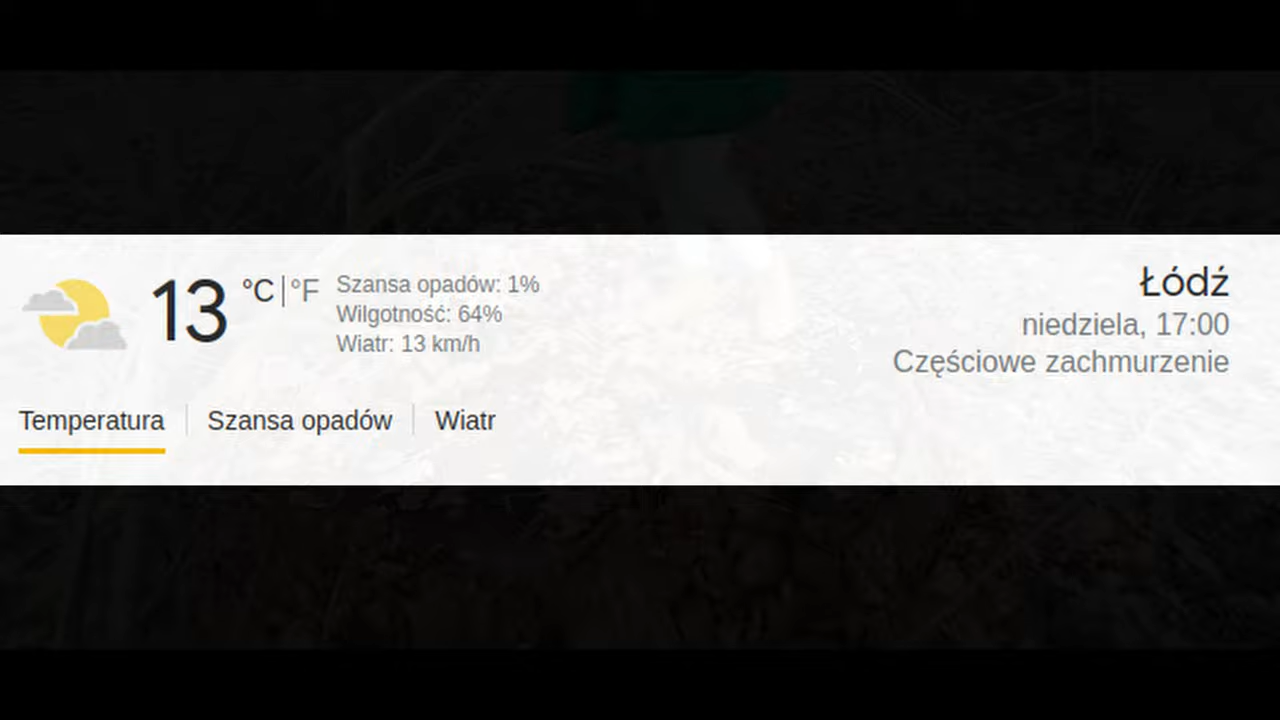 13 °C|°F
Szansa opadów: 1%
Wilgotność: 64%
Wiatr: 13 km/h
Łódź
niedziela, 17:00
Częściowe zachmurzenie
Temperatura
Szansa opadów
Wiatr